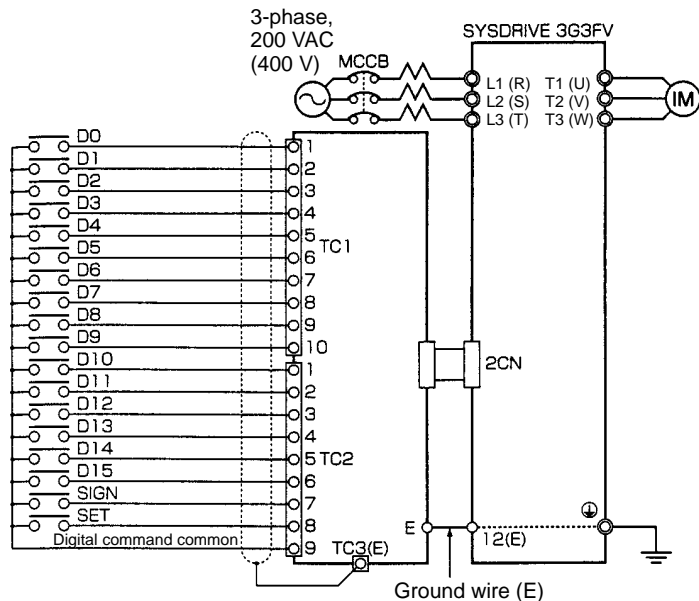 3-phase,
200 VAC
(400 V)
MCCB
SYSDRIVE 3G3FV
L1 (R)
T1 (U)
L2 (S)
T2 (V)
L3 (T)
T3 (W)
IM
D0
1
D1
2
D2
3
D3
4
D4
5
TC1
D5
6
D6
7
D7
8
D8
9
D9
10
D10
1
D11
2
D12
3
D13
4
D14
5
TC2
D15
6
SIGN
7
SET
8
Digital command common
9
2CN
E
12(E)
TC3(E)
Ground wire (E)